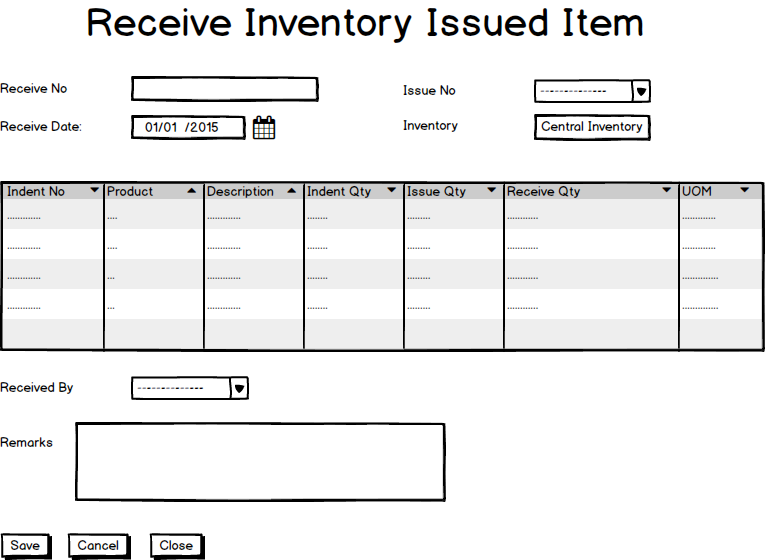 Receive Inventory Issued Item
Receive No
Issue No --------------
Receive Date: 01/01 /2015
Inventory Central Inventory
Indent No Product Description Indent Qty Issue Qty Receive Qty UOM
............. .... ............. ........ ......... ............ .............
............. .... ............. ........ ......... ............ ..............
............. ... ............. ........ ......... ............ ..............
............. ... ............. ........ ......... ............ ..............
Received By --------------
Remarks
Save Cancel Close